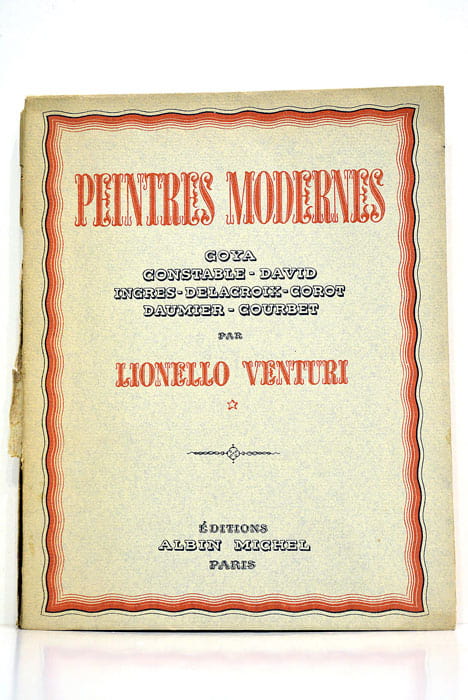 PEINTRES MODERNES
GOYA
CONSTABLE - DAVID
INGRES - DELACROIX - COROT
DAUMIER - COURBET
PAR
LIONELLO VENTURI
ÉDITIONS
ALBIN MICHEL
PARIS